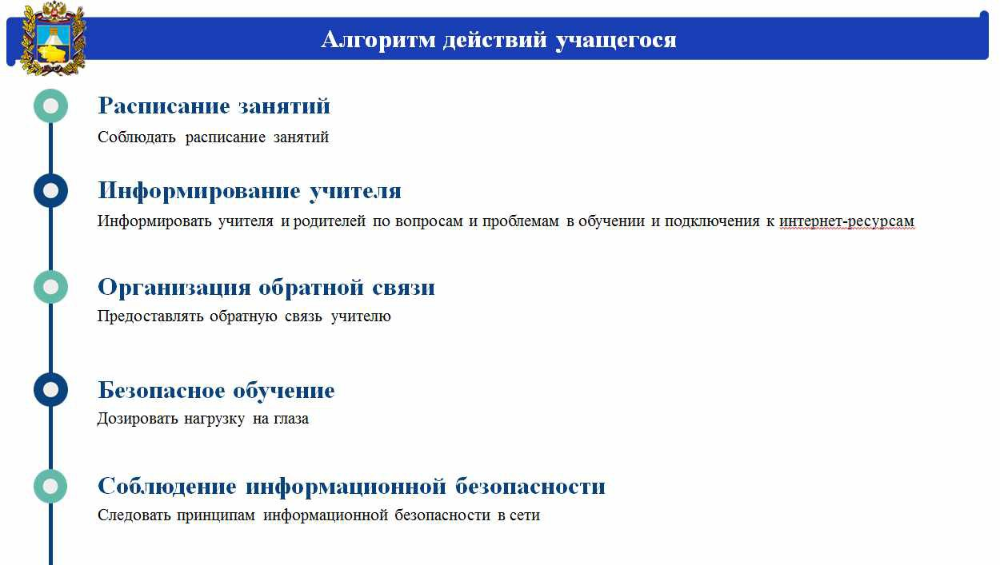 Алгоритм действий учащегося
Расписание занятий
Соблюдать расписание занятий
Информирование учителя
Информировать учителя и родителей по вопросам и проблемам в обучении и подключения к интернет-ресурсам
Организация обратной связи
Предоставлять обратную связь учителю
Безопасное обучение
Дозировать нагрузку на глаза
Соблюдение информационной безопасности
Следовать принципам информационной безопасности в сети